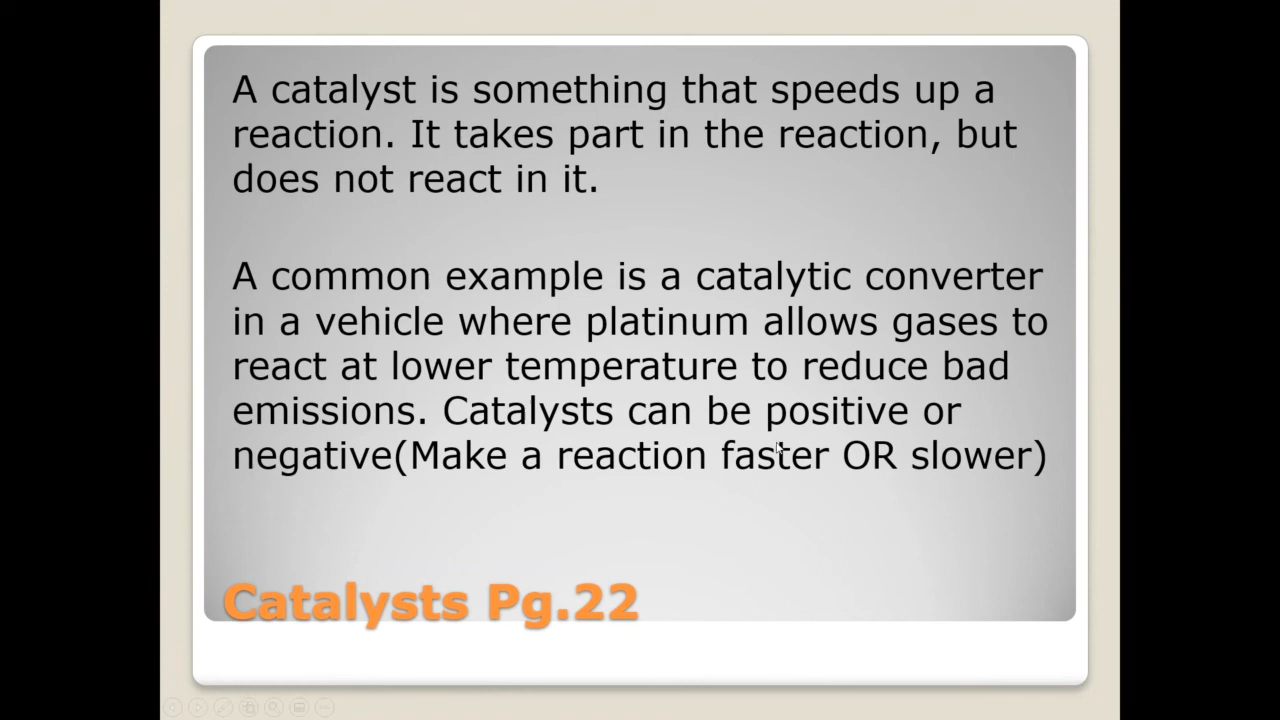 A catalyst is something that speeds up a
reaction. It takes part in the reaction, but
does not react in it.
A common example is a catalytic converter
in a vehicle where platinum allows gases to
react at lower temperature to reduce bad
emissions. Catalysts can be positive or
negative(Make a reaction faster OR slower)
Catalysts Pg.22